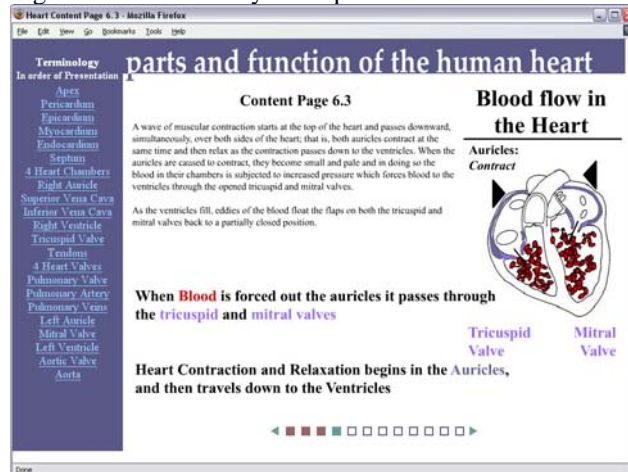 Heart Content Page 6.3 - Mozilla Firefox
File Edit View Go Bookmarks Tools Help
Terminology
In order of Presentation
Apex
Pericardium
Epicardium
Myocardium
Endocardium
Septum
4 Heart Chambers
Right Auricle
Superior Vena Cava
Inferior Vena Cava
Right Ventricle
Tricuspid Valve
Tendons
4 Heart Valves
Pulmonary Valve
Pulmonary Artery
Pulmonary Veins
Left Auricle
Mitral Valve
Left Ventricle
Aortic Valve
Aorta
parts and function of the human heart
Content Page 6.3
A wave of muscular contraction starts at the top of the heart and passes downward,
simultaneously, over both sides of the heart; that is, both auricles contract at the
same time and then relax as the contraction passes down to the ventricles. When the
auricles are caused to contract, they become small and pale and in doing so the
blood in their chambers is subjected to increased pressure which forces blood to the
ventricles through the opened tricuspid and mitral valves.
As the ventricles fill, eddies of the blood float the flaps on both the tricuspid and
mitral valves back to a partially closed position.
When Blood is forced out the auricles it passes through
the tricuspid and mitral valves
Heart Contraction and Relaxation begins in the Auricles,
and then travels down to the Ventricles
Blood flow in
the Heart
Auricles:
Contract
Tricuspid Mitral
Valve Valve
Done